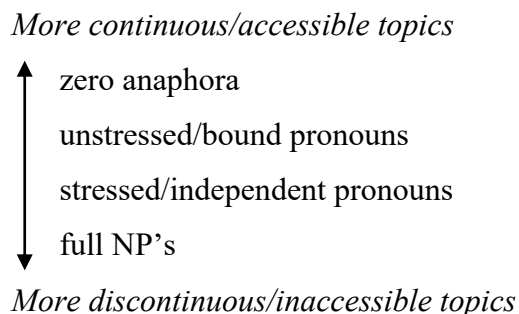 More continuous/accessible topics
zero anaphora
unstressed/bound pronouns
stressed/independent pronouns
full NP’s
More discontinuous/inaccessible topics